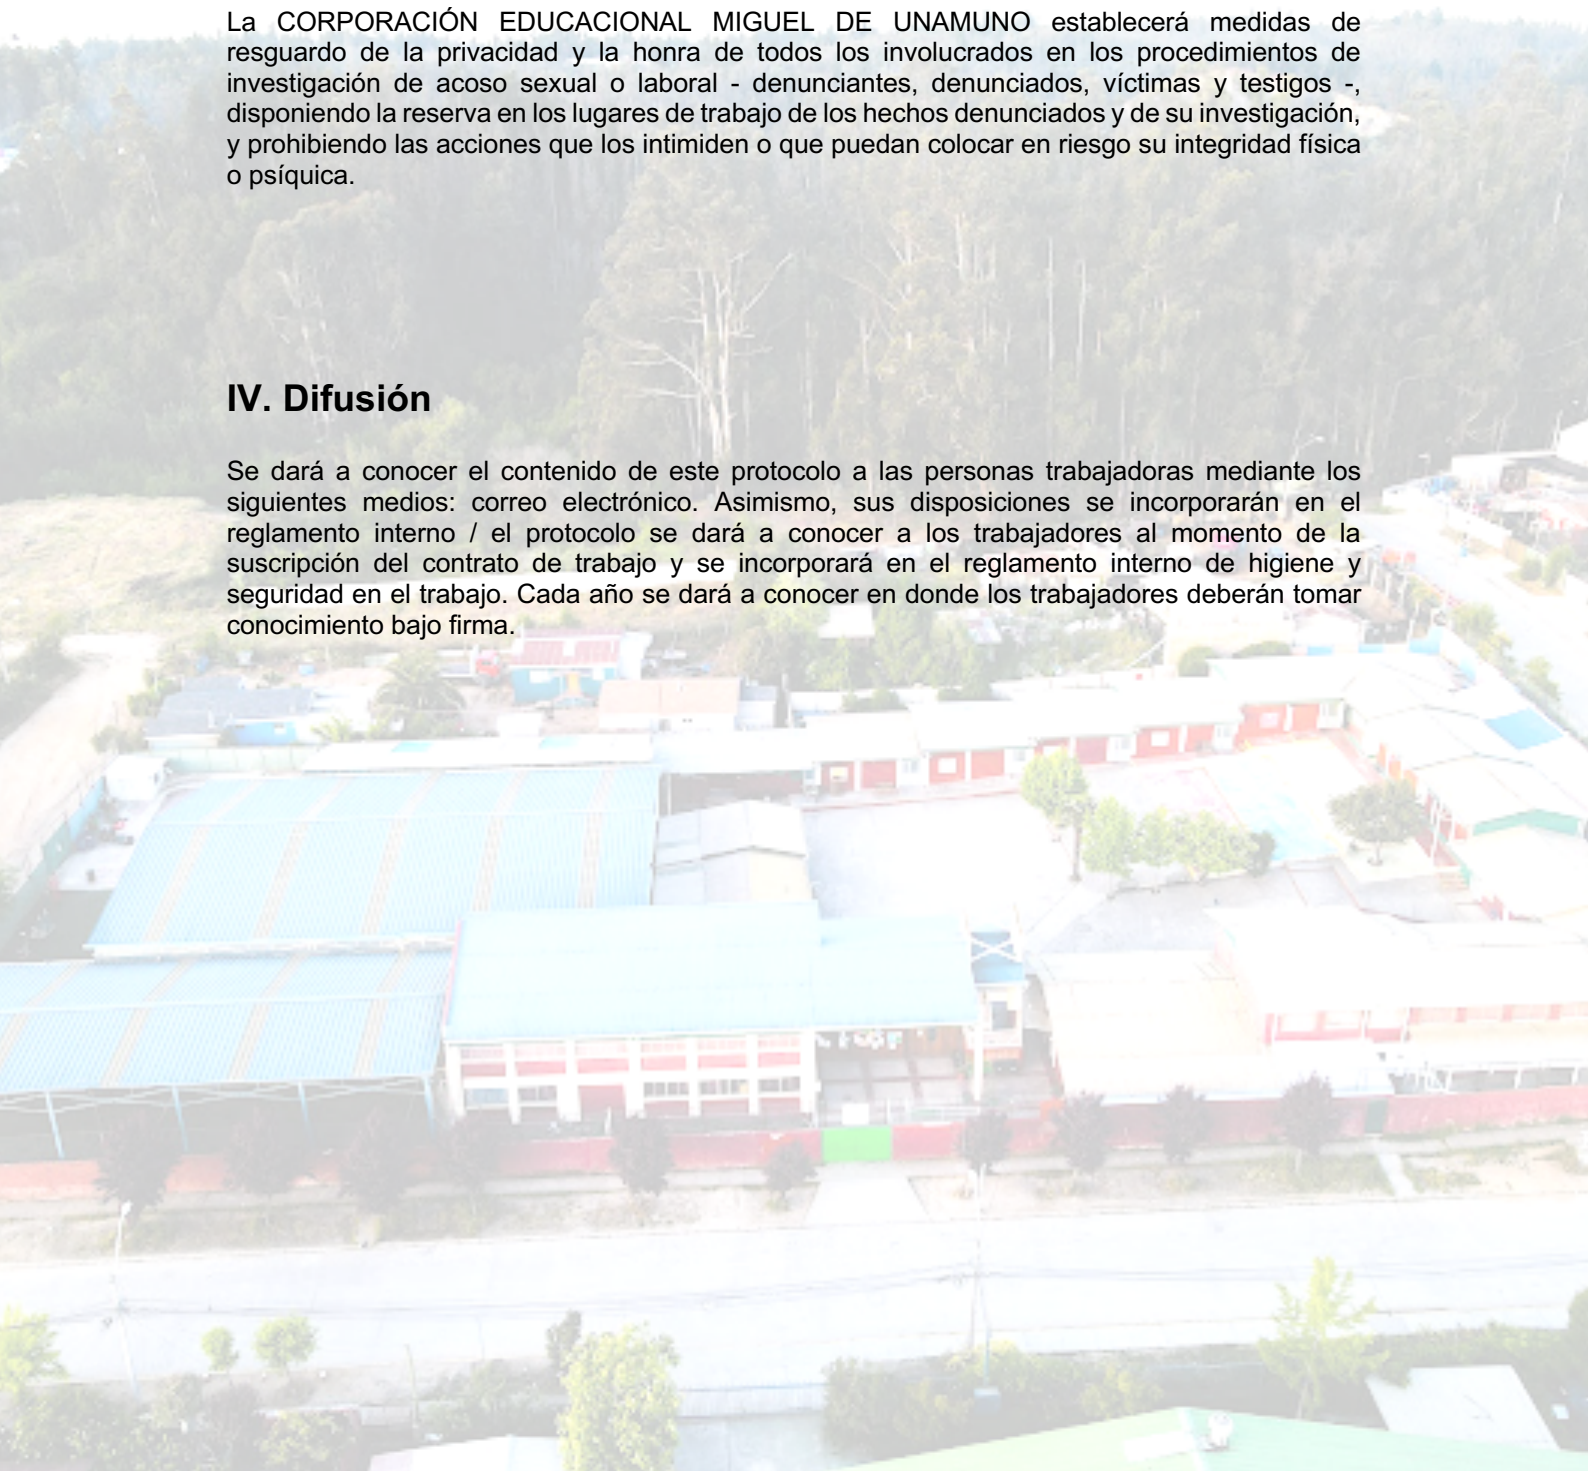 La CORPORACIÓN EDUCACIONAL MIGUEL DE UNAMUNO establecerá medidas de
resguardo de la privacidad y la honra de todos los involucrados en los procedimientos de
investigación de acoso sexual o laboral - denunciantes, denunciados, víctimas y testigos -,
disponiendo la reserva en los lugares de trabajo de los hechos denunciados y de su investigación,
y prohibiendo las acciones que los intimiden o que puedan colocar en riesgo su integridad física
o psíquica.
IV. Difusión
Se dará a conocer el contenido de este protocolo a las personas trabajadoras mediante los
siguientes medios: correo electrónico. Asimismo, sus disposiciones se incorporarán en el
reglamento interno / el protocolo se dará a conocer a los trabajadores al momento de la
suscripción del contrato de trabajo y se incorporará en el reglamento interno de higiene y
seguridad en el trabajo. Cada año se dará a conocer en donde los trabajadores deberán tomar
conocimiento bajo firma.